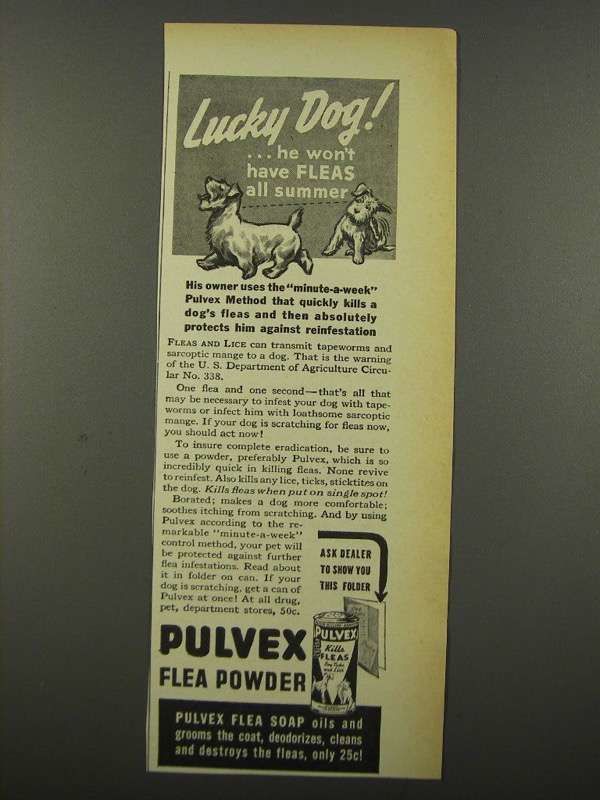 Lucky Dog!
...he won't
have FLEAS
all summer
His owner uses the "minute-a-week"
Pulvex Method that quickly kills a
dog's fleas and then absolutely
protects him against reinfestation
FLEAS AND LICE can transmit tapeworms and
sarcoptic mange to a dog. That is the warning
of the U. S. Department of Agriculture Circu-
lar No. 338.
One flea and one second—that's all that
may be necessary to infest your dog with tape-
worms or infect him with loathsome sarcoptic
mange. If your dog is scratching for fleas now,
you should act now!
To insure complete eradication, be sure to
use a powder, preferably Pulvex, which is so
incredibly quick in killing fleas. None revive
to reinfest. Also kills any lice, ticks, sticktites on
the dog. Kills fleas when put on single spot!
Borated; makes a dog more comfortable;
soothes itching from scratching. And by using
Pulvex according to the re-
markable "minute-a-week"
control method, your pet will
be protected against further
flea infestations. Read about
it in folder on can. If your
dog is scratching, get a can of
Pulvex at once! At all drug,
pet, department stores, 50c.
ASK DEALER
TO SHOW YOU
THIS FOLDER
PULVEX
Kills
FLEAS
PULVEX
FLEA POWDER
PULVEX FLEA SOAP oils and
grooms the coat, deodorizes, cleans
and destroys the fleas, only 25c!